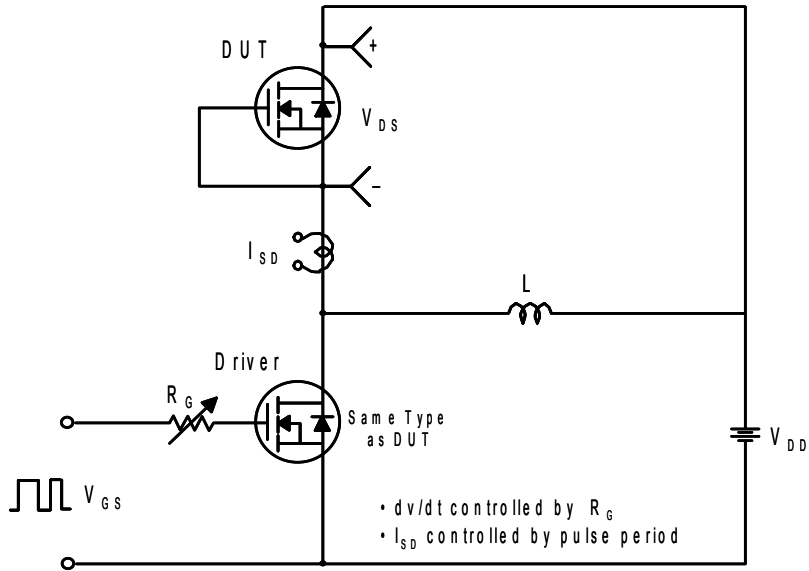 DUT
+
VDS
−
ISD
L
Driver
RG
Same Type
as DUT
VDD
VGS
• dv/dt controlled by RG
• ISD controlled by pulse period